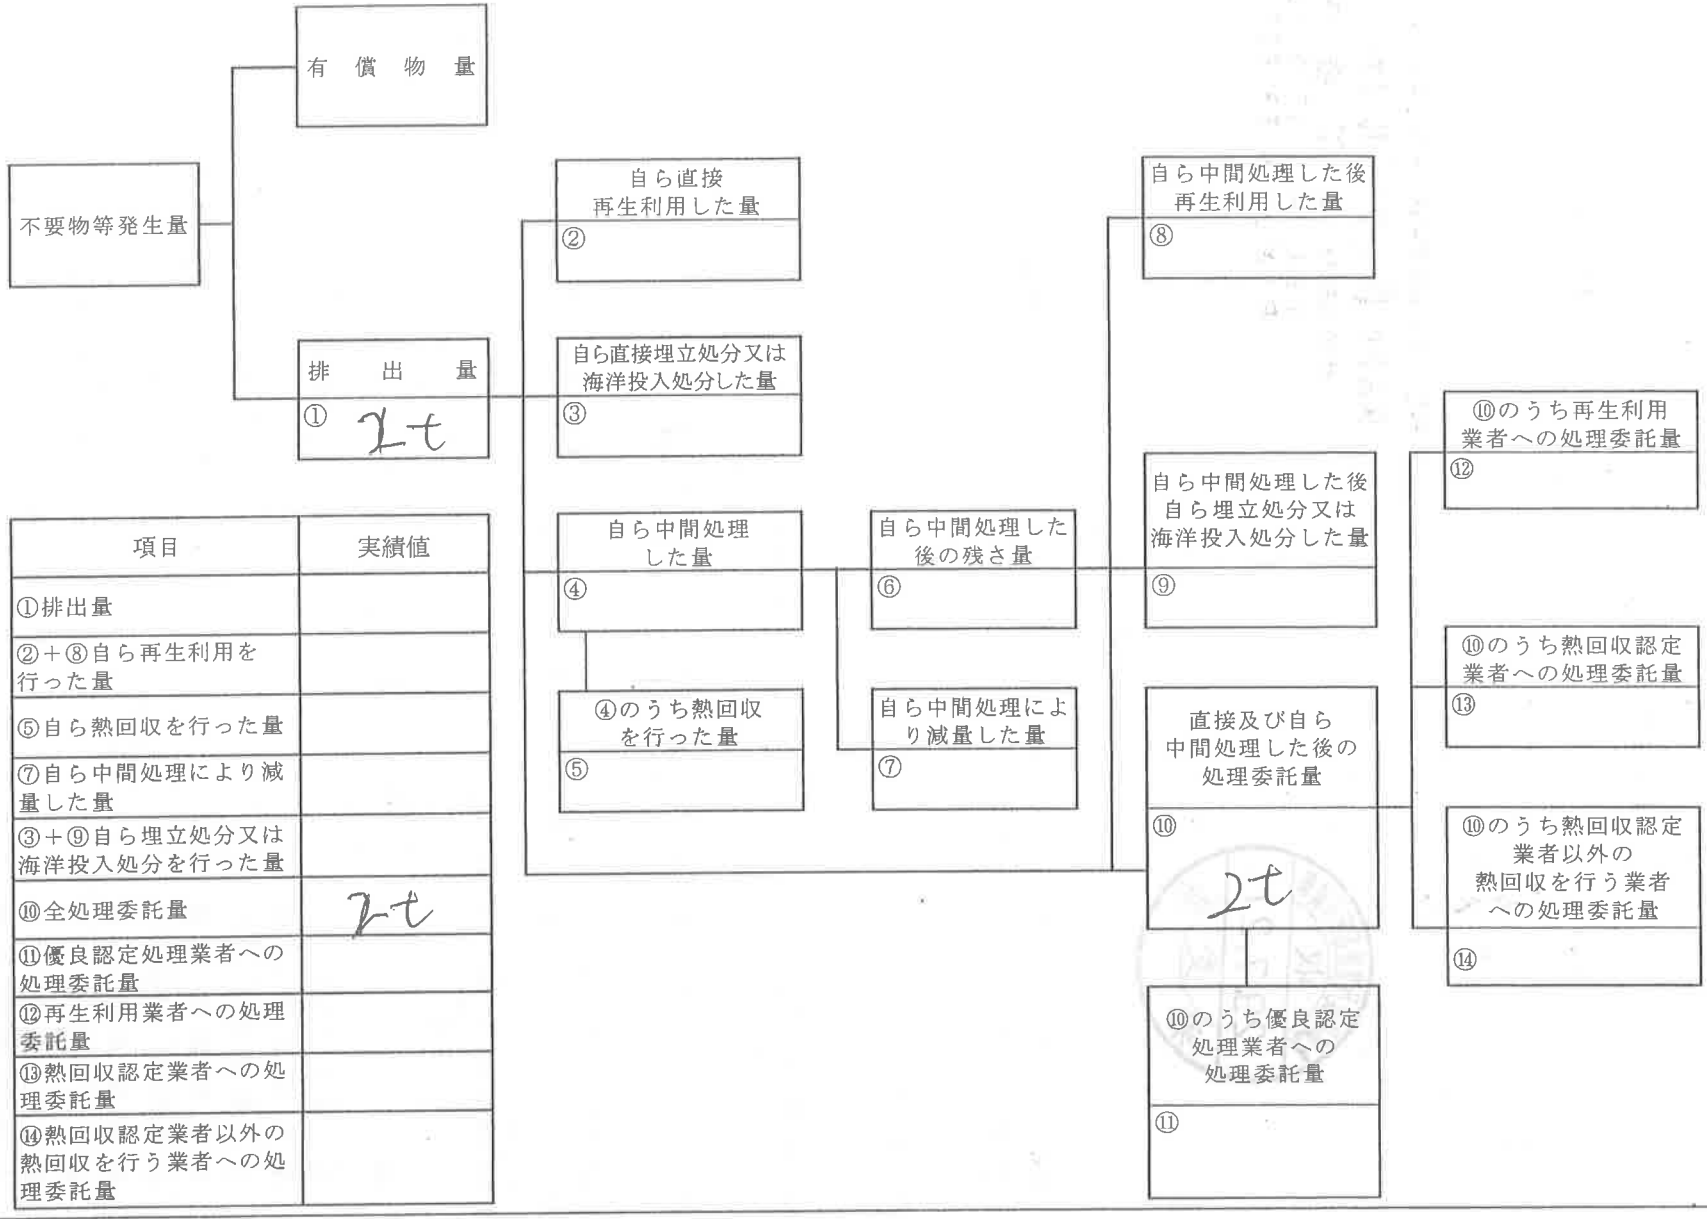 有償物量
不要物等発生量
排出量
①
2t
自ら直接
再生利用した量
②
自ら直接埋立処分又は
海洋投入処分した量
③
自ら中間処理
した量
④
④のうち熱回収
を行った量
⑤
自ら中間処理した
後の残さ量
⑥
自ら中間処理によ
り減量した量
⑦
自ら中間処理した後
再生利用した量
⑧
自ら中間処理した後
自ら埋立処分又は
海洋投入処分した量
⑨
直接及び自ら
中間処理した後の
処理委託量
⑩
2t
⑩のうち優良認定
処理業者への
処理委託量
⑪
⑩のうち再生利用
業者への処理委託量
⑫
⑩のうち熱回収認定
業者への処理委託量
⑬
⑩のうち熱回収認定
業者以外の
熱回収を行う業者
への処理委託量
⑭
項目 実績値
①排出量
②+⑧自ら再生利用を
行った量
⑤自ら熱回収を行った量
⑦自ら中間処理により減
量した量
③+⑨自ら埋立処分又は
海洋投入処分を行った量
⑩全処理委託量 2t
⑪優良認定処理業者への
処理委託量
⑫再生利用業者への処理
委託量
⑬熱回収認定業者への処
理委託量
⑭熱回収認定業者以外の
熱回収を行う業者への処
理委託量